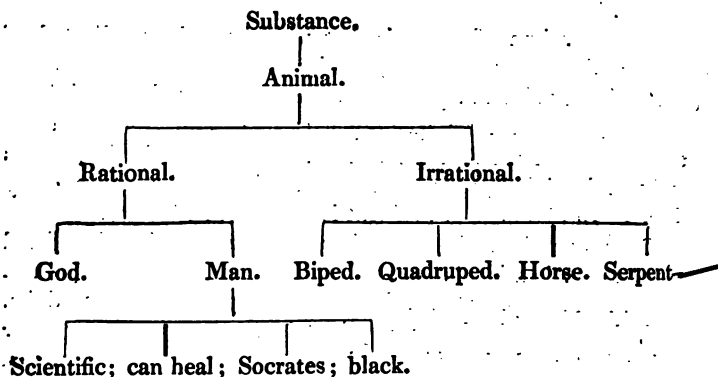 Substance.
Animal.
Rational. Irrational.
God. Man. Biped. Quadruped. Horse. Serpent
Scientific; can heal; Socrates; black.